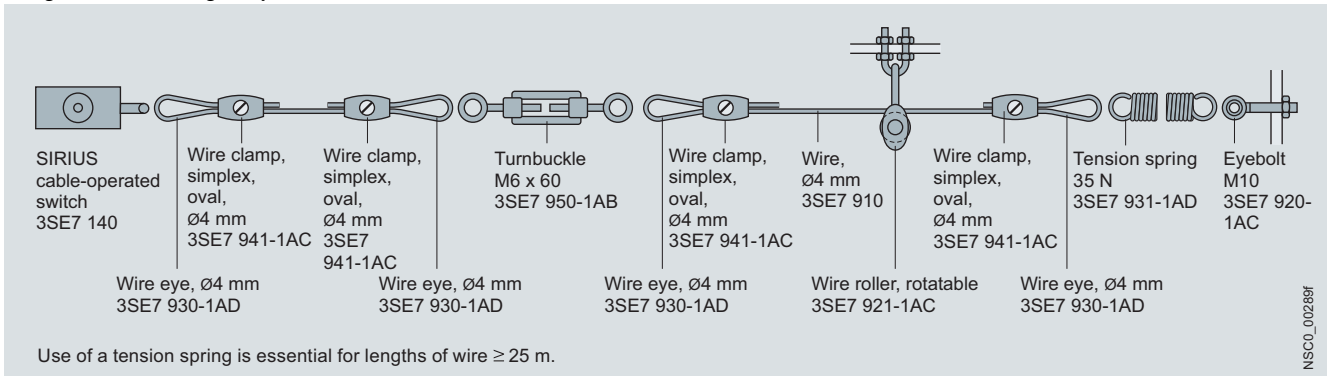 SIRIUS
cable-operated
switch
3SE7 140
Wire clamp,
simplex,
oval,
Ø4 mm
3SE7 941-1AC
Wire clamp,
simplex,
oval,
Ø4 mm
3SE7
941-1AC
Turnbuckle
M6 x 60
3SE7 950-1AB
Wire clamp,
simplex,
oval,
Ø4 mm
3SE7 941-1AC
Wire,
Ø4 mm
3SE7 910
Wire clamp,
simplex,
oval,
Ø4 mm
3SE7 941-1AC
Tension spring
35 N
3SE7 931-1AD
Eyebolt
M10
3SE7 920-
1AC
Wire eye, Ø4 mm
3SE7 930-1AD
Wire eye, Ø4 mm
3SE7 930-1AD
Wire eye, Ø4 mm
3SE7 930-1AD
Wire roller, rotatable
3SE7 921-1AC
Wire eye, Ø4 mm
3SE7 930-1AD
Use of a tension spring is essential for lengths of wire ≥ 25 m.
NSC0_00289f